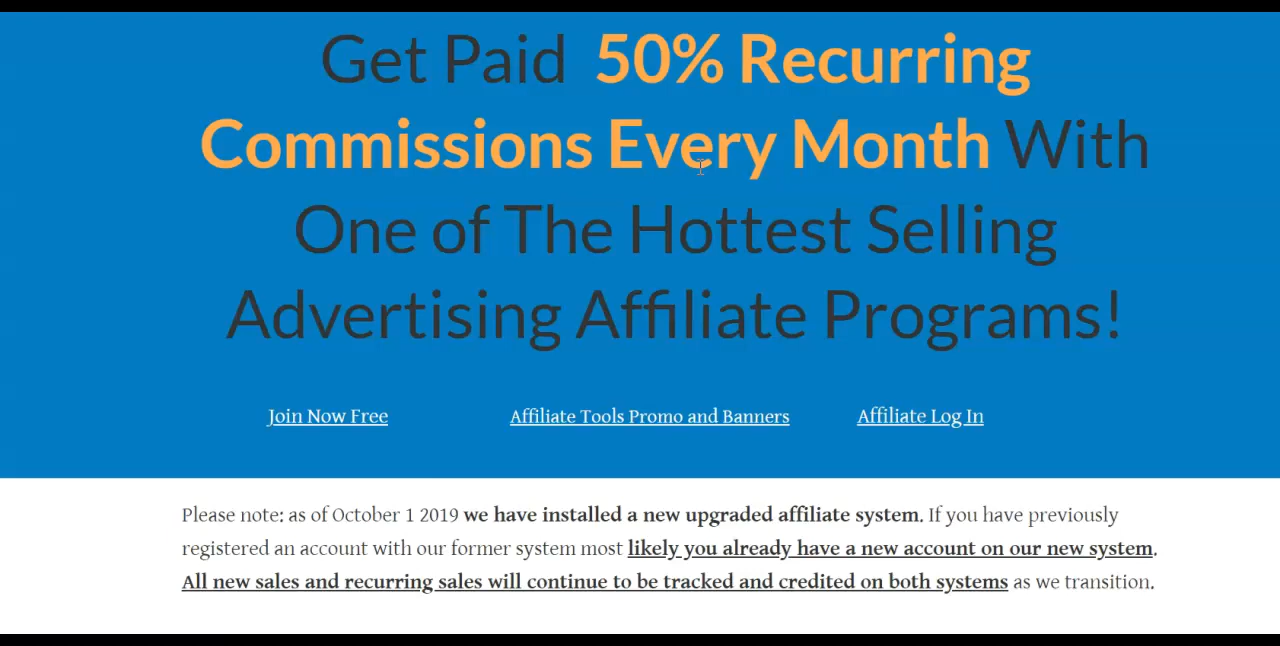 Get Paid 50% Recurring
Commissions Every Month With
One of The Hottest Selling
Advertising Affiliate Programs!
Join Now Free Affiliate Tools Promo and Banners Affiliate Log In
Please note: as of October 1 2019 we have installed a new upgraded affiliate system. If you have previously
registered an account with our former system most likely you already have a new account on our new system.
All new sales and recurring sales will continue to be tracked and credited on both systems as we transition.